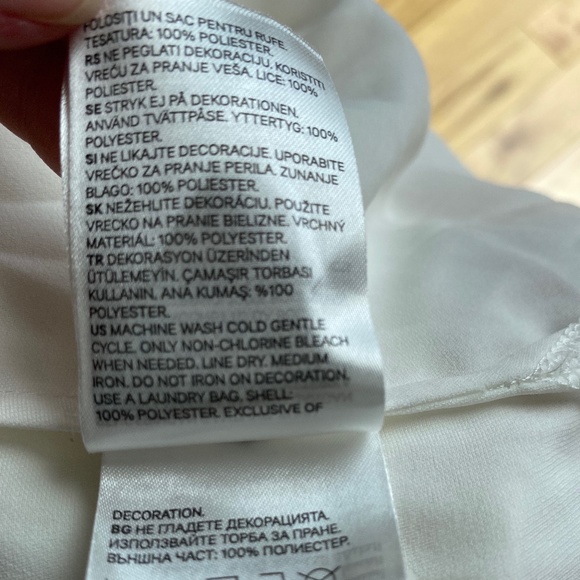 FOLOSIȚI UN SAC PENTRU RUFE.
ȚESATURA: 100% POLIESTER.
RS NE PEGLATI DEKORACIJU. KORISTITI
VREĆU ZA PRANJE VEŠA. LICE: 100%
POLIESTER.
SE STRYK EJ PÅ DEKORATIONEN.
ANVÄND TVÄTTPÅSE. YTTERTYG: 100%
POLYESTER.
SI NE LIKAJTE DECORACIJE. UPORABITE
VREČKO ZA PRANJE PERILA. ZUNANJE
BLAGO: 100% POLIESTER.
SK NEŽEHLITE DEKORÁCIU. POUŽITE
VRECKO NA PRANIE BIELIZNE. VRCHNÝ
MATERIÁL: 100% POLYESTER.
TR DEKORASYON ÜZERİNDEN
ÜTÜLEMEYİN. ÇAMAŞIR TORBASI
KULLANIN. ANA KUMAŞ: %100
POLYESTER.
US MACHINE WASH COLD GENTLE
CYCLE. ONLY NON-CHLORINE BLEACH
WHEN NEEDED. LINE DRY. MEDIUM
IRON. DO NOT IRON ON DECORATION.
USE A LAUNDRY BAG. SHELL:
100% POLYESTER. EXCLUSIVE OF
DECORATION.
BG НЕ ГЛАДЕТЕ ДЕКОРАЦИЯТА.
ИЗПОЛЗВАЙТЕ ТОРБА ЗА ПРАНЕ.
ВЪНШНА ЧАСТ: 100% ПОЛИЕСТЕР.